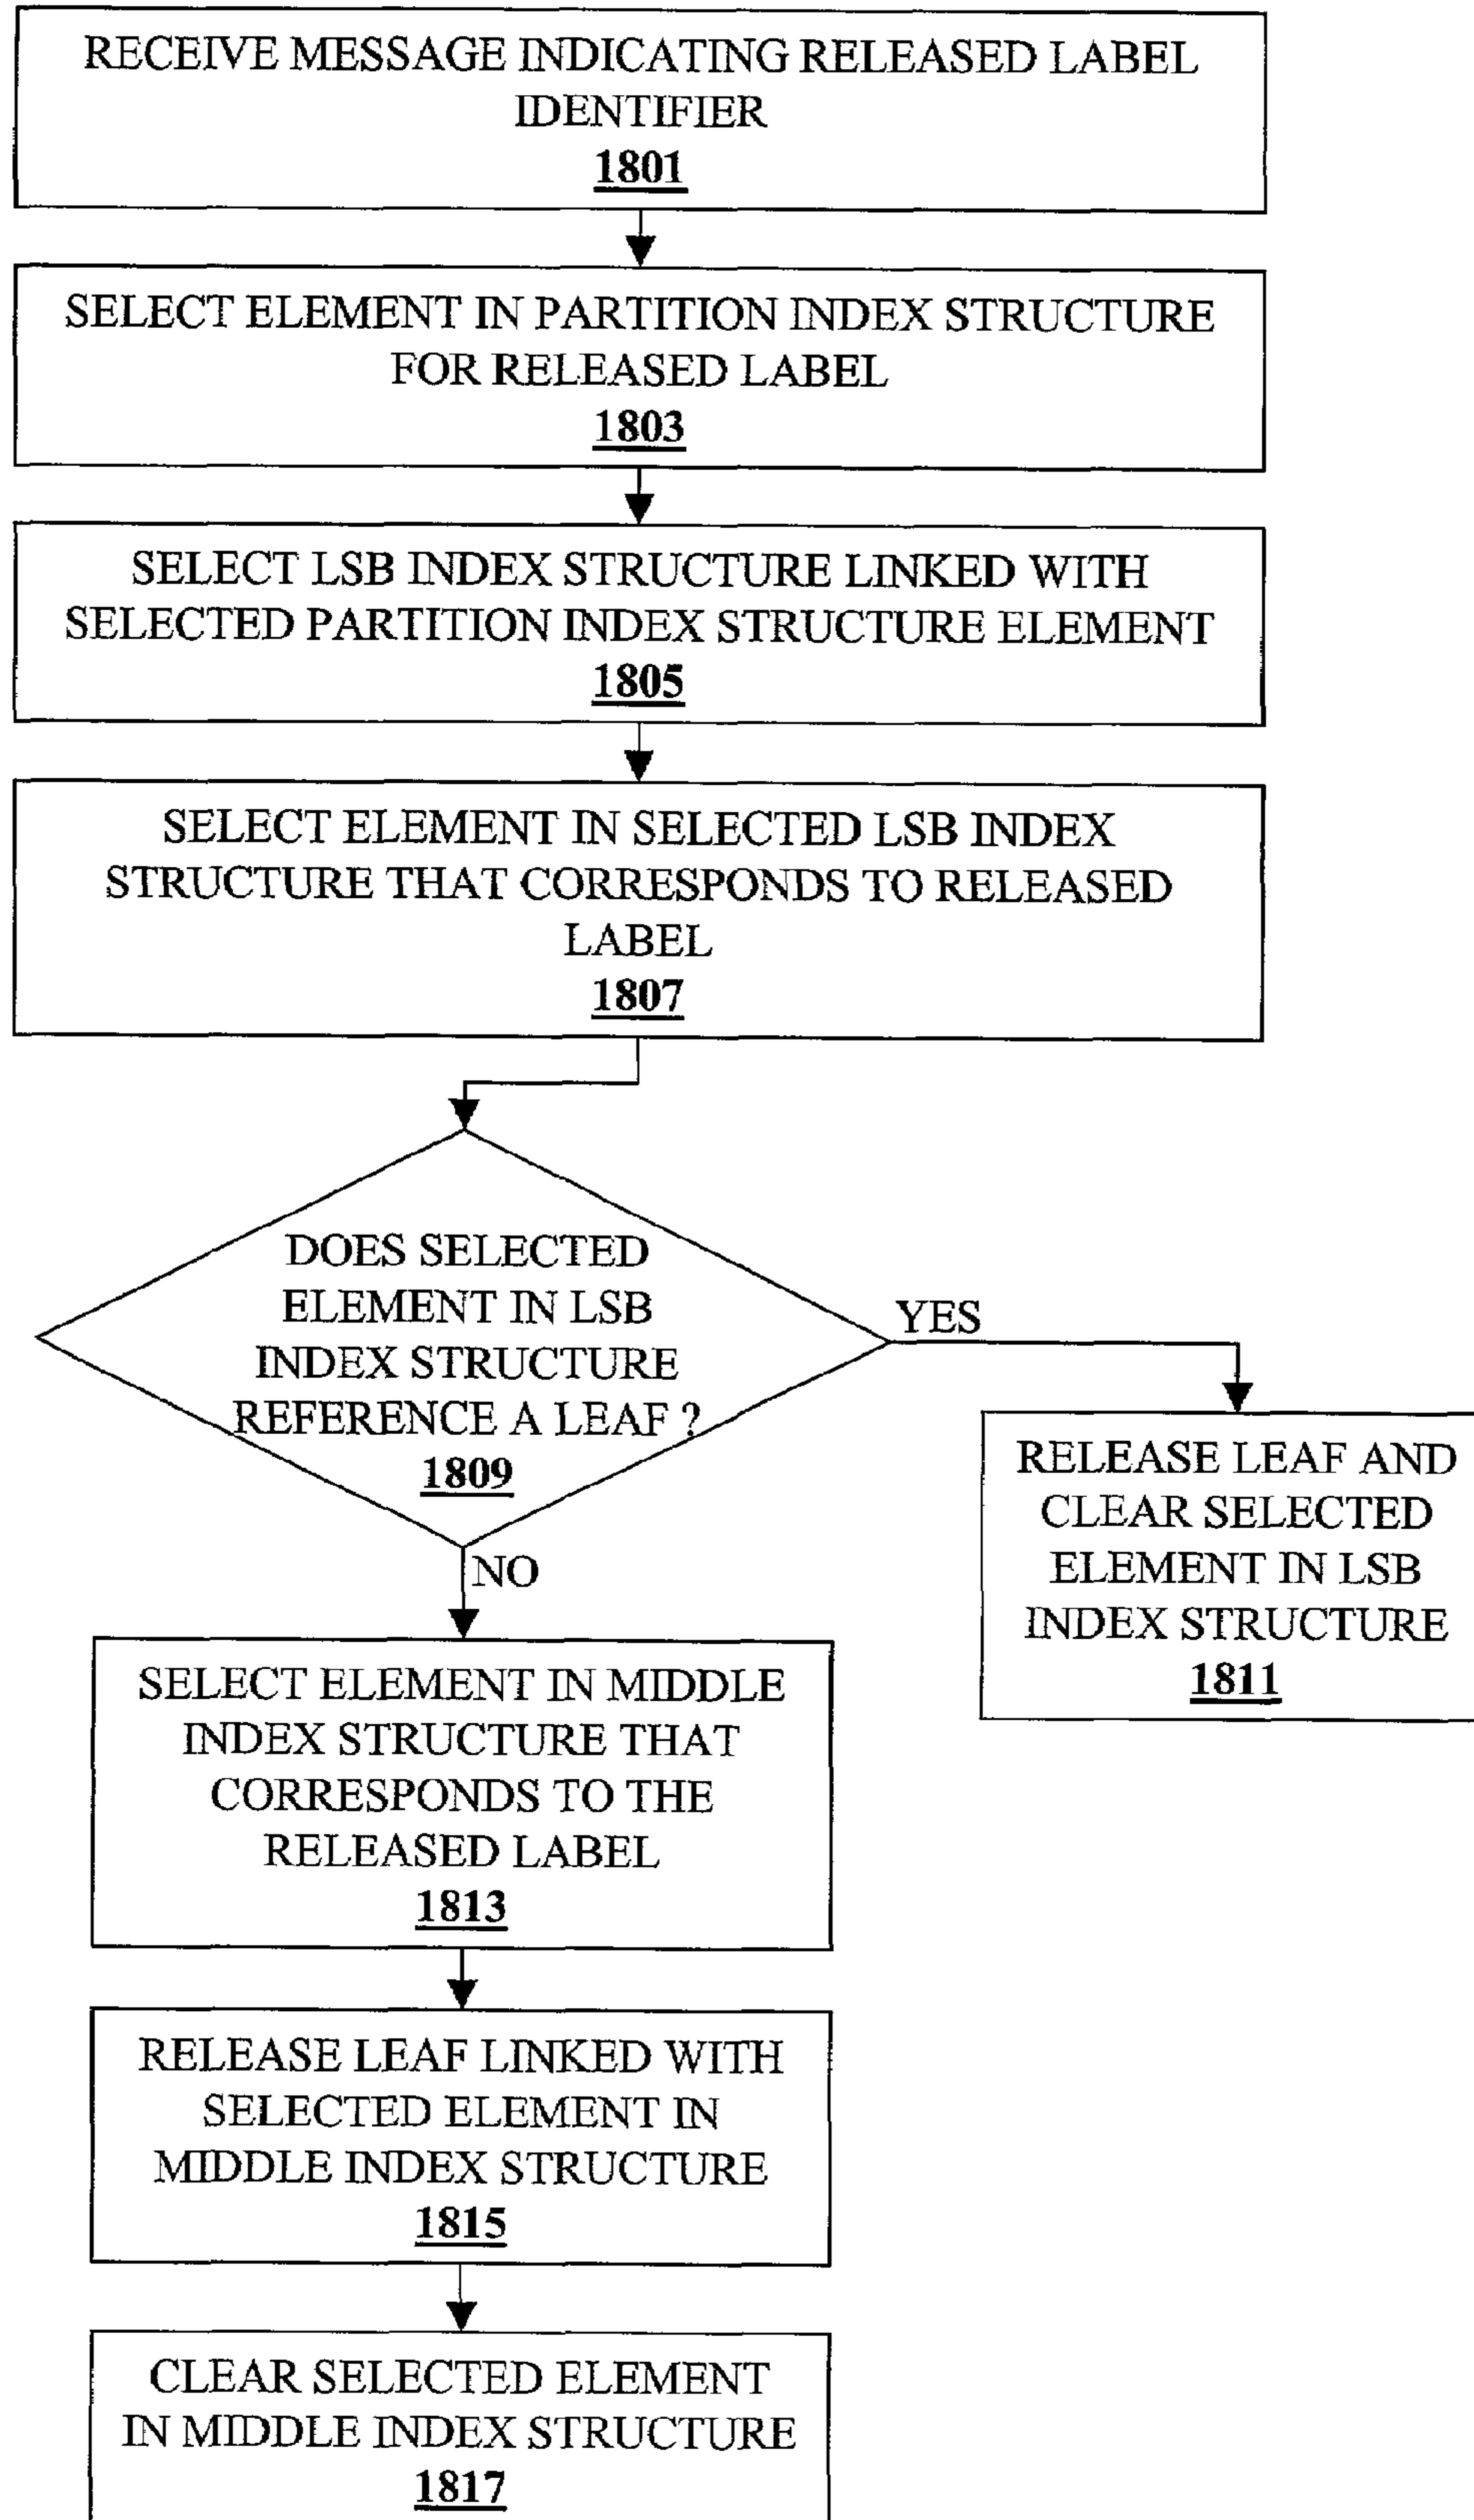 RECEIVE MESSAGE INDICATING RELEASED LABEL
IDENTIFIER
1801
SELECT ELEMENT IN PARTITION INDEX STRUCTURE
FOR RELEASED LABEL
1803
SELECT LSB INDEX STRUCTURE LINKED WITH
SELECTED PARTITION INDEX STRUCTURE ELEMENT
1805
SELECT ELEMENT IN SELECTED LSB INDEX
STRUCTURE THAT CORRESPONDS TO RELEASED
LABEL
1807
DOES SELECTED
ELEMENT IN LSB
INDEX STRUCTURE
REFERENCE A LEAF ?
1809
YES
RELEASE LEAF AND
CLEAR SELECTED
ELEMENT IN LSB
INDEX STRUCTURE
1811
NO
SELECT ELEMENT IN MIDDLE
INDEX STRUCTURE THAT
CORRESPONDS TO THE
RELEASED LABEL
1813
RELEASE LEAF LINKED WITH
SELECTED ELEMENT IN
MIDDLE INDEX STRUCTURE
1815
CLEAR SELECTED ELEMENT
IN MIDDLE INDEX STRUCTURE
1817